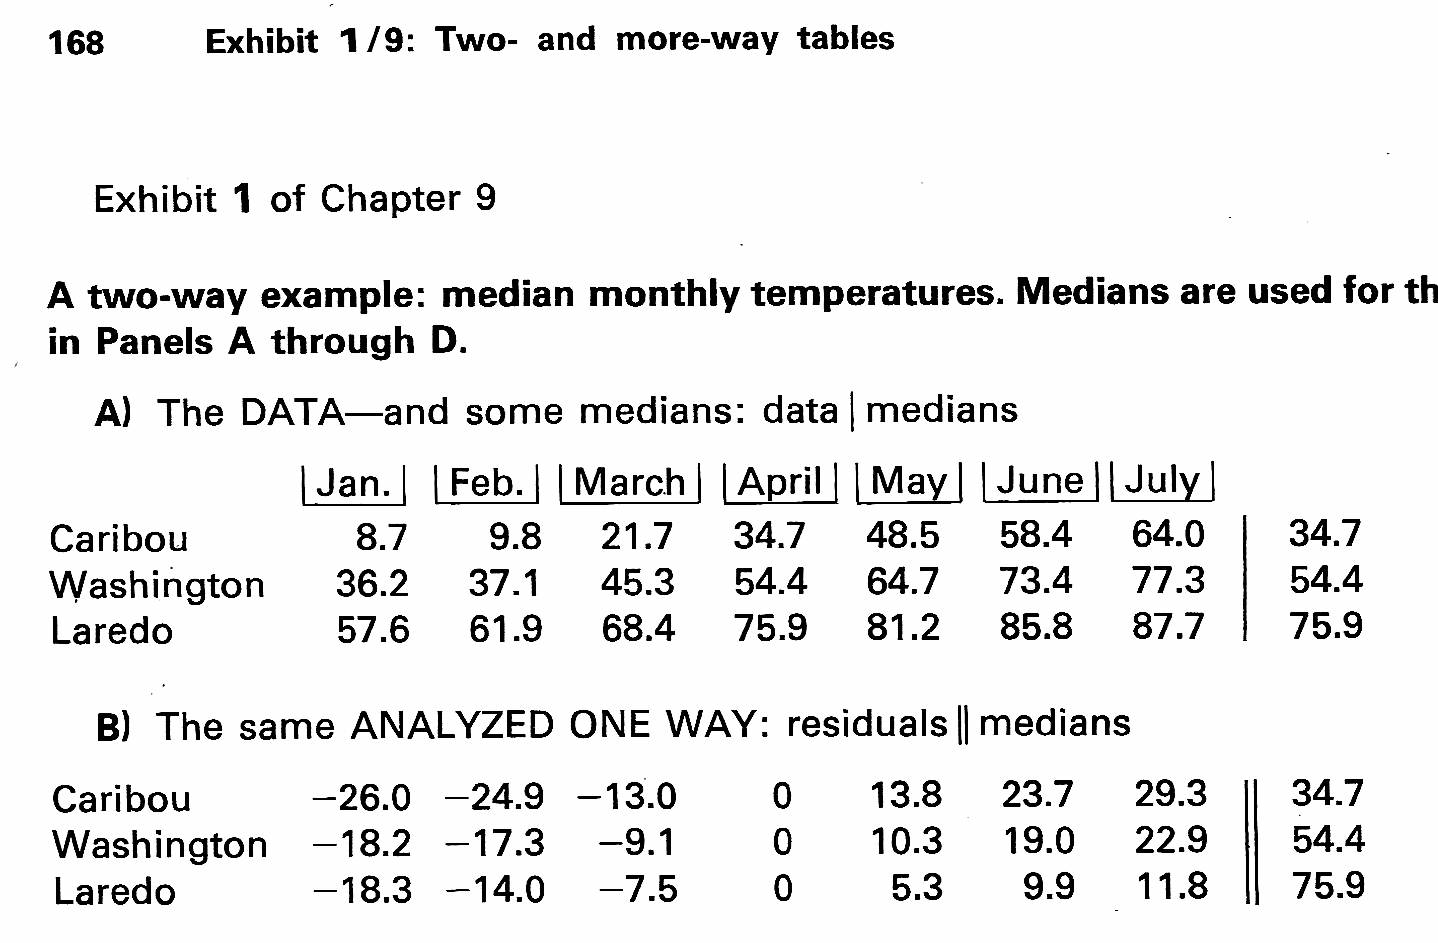 168 Exhibit 1/9: Two- and more-way tables
Exhibit 1 of Chapter 9
A two-way example: median monthly temperatures. Medians are used for th
in Panels A through D.
A) The DATA—and some medians: data | medians
|Jan.| |Feb.| |March| |April| |May| |June| |July|
Caribou 8.7 9.8 21.7 34.7 48.5 58.4 64.0 | 34.7
Washington 36.2 37.1 45.3 54.4 64.7 73.4 77.3 | 54.4
Laredo 57.6 61.9 68.4 75.9 81.2 85.8 87.7 | 75.9
B) The same ANALYZED ONE WAY: residuals || medians
Caribou −26.0 −24.9 −13.0 0 13.8 23.7 29.3 || 34.7
Washington −18.2 −17.3 −9.1 0 10.3 19.0 22.9 || 54.4
Laredo −18.3 −14.0 −7.5 0 5.3 9.9 11.8 || 75.9